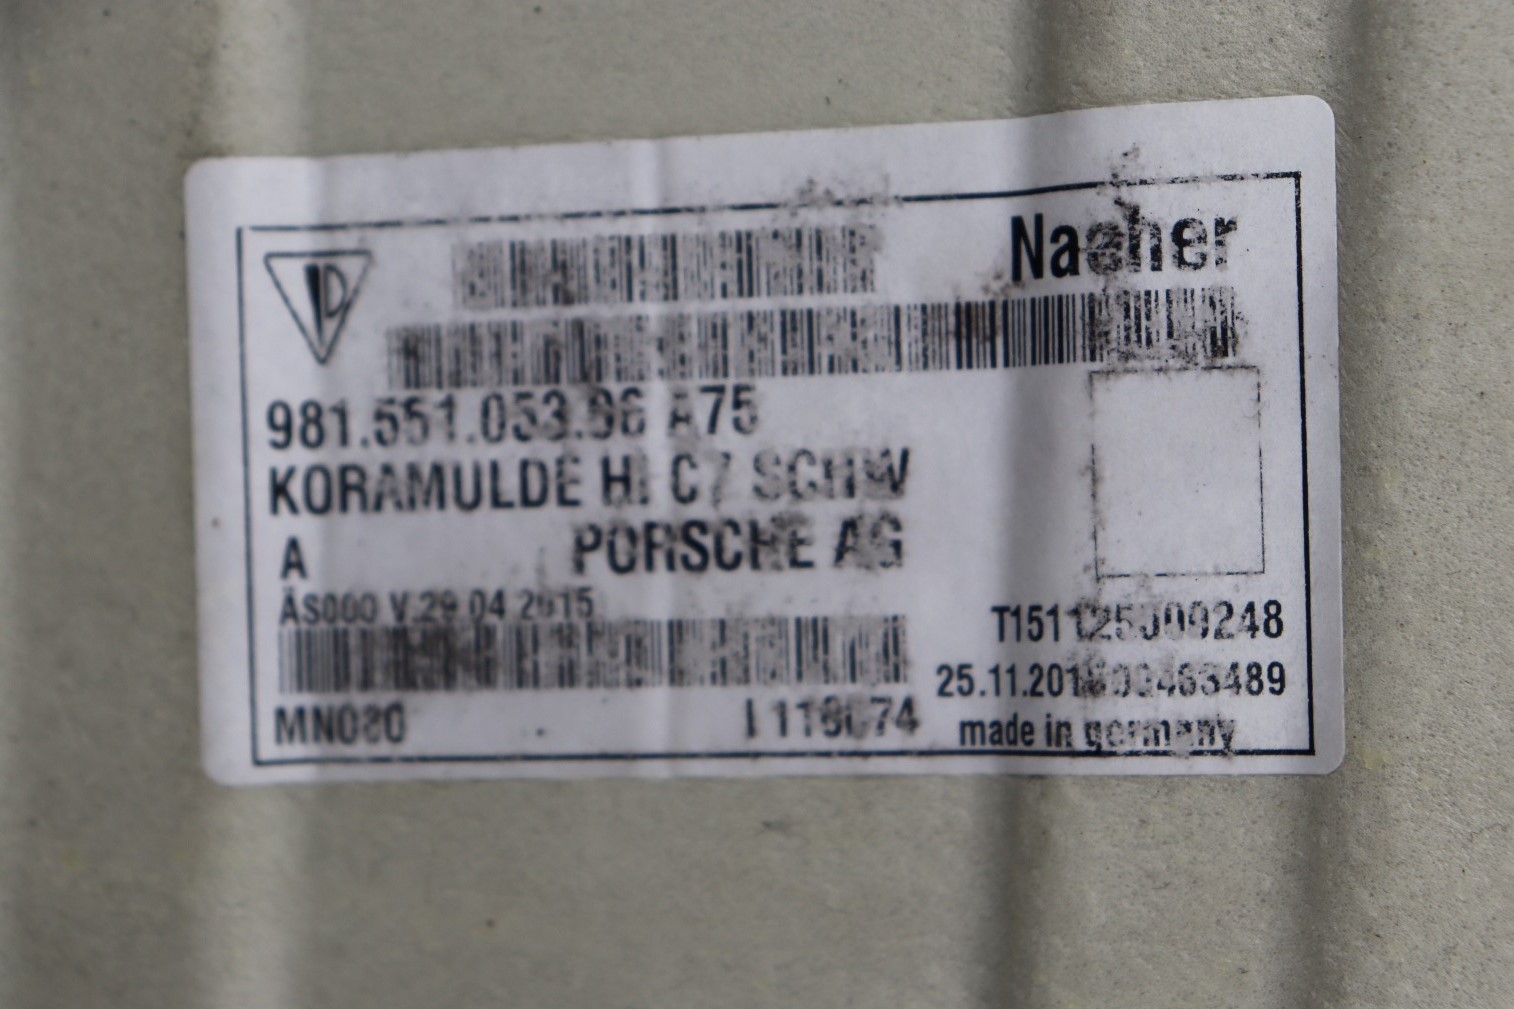 Naeher
981.551.053.96 A75
KORAMULDE HI C7 SCHW
A PORSCHE AG
ÄS000 V.29.04.2015
T151125009248
25.11.2015
I
made in germany